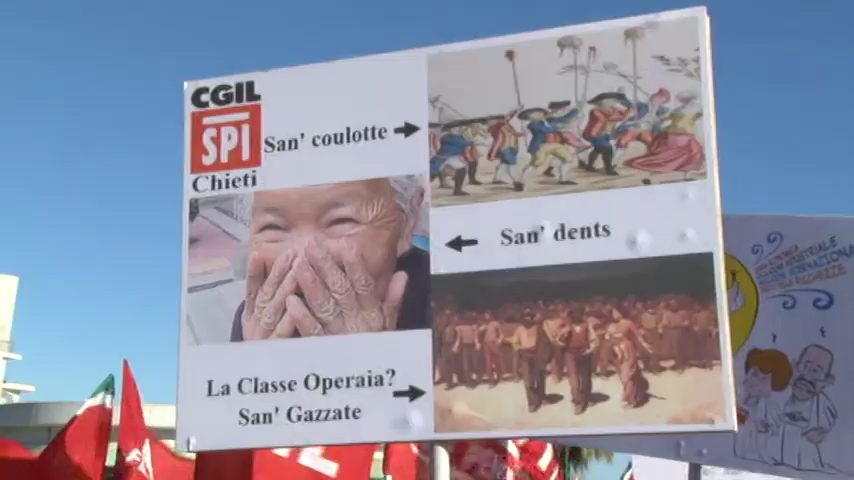 CGIL
SPI
Chieti
San' coulotte
San' dents
La Classe Operaia?
San' Gazzate